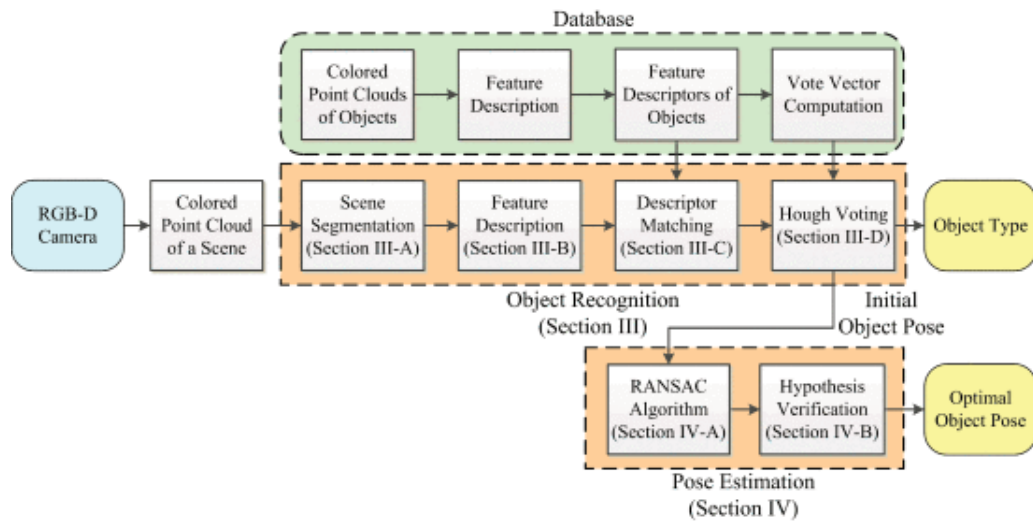 Database
Colored
Point Clouds
of Objects
Feature
Description
Feature
Descriptors of
Objects
Vote Vector
Computation
RGB-D
Camera
Colored
Point Cloud
of a Scene
Scene
Segmentation
(Section III-A)
Feature
Description
(Section III-B)
Descriptor
Matching
(Section III-C)
Hough Voting
(Section III-D)
Object Type
Object Recognition
(Section III)
Initial
Object Pose
RANSAC
Algorithm
(Section IV-A)
Hypothesis
Verification
(Section IV-B)
Optimal
Object Pose
Pose Estimation
(Section IV)